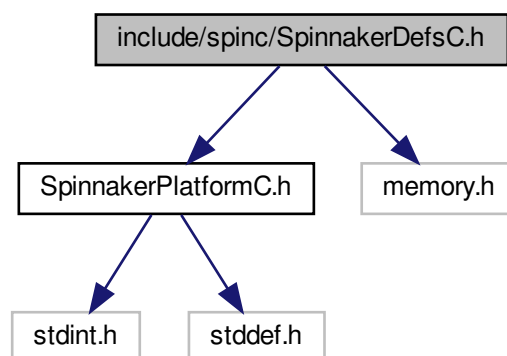 include/spinc/SpinnakerDefsC.h
SpinnakerPlatformC.h
memory.h
stdint.h
stddef.h